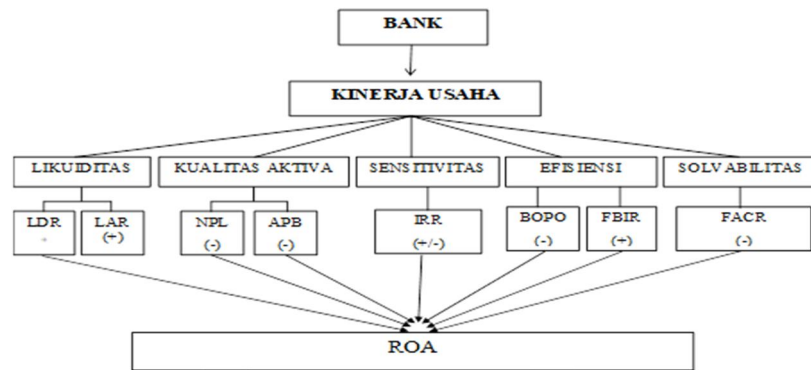 BANK
KINERJA USAHA
LIKUIDITAS
KUALITAS AKTIVA
SENSITIVITAS
EFISIENSI
SOLVABILITAS
LDR
LAR
(+)
NPL
(-)
APB
(-)
IRR
(+/-)
BOPO
(-)
FBIR
(+)
FACR
(-)
ROA